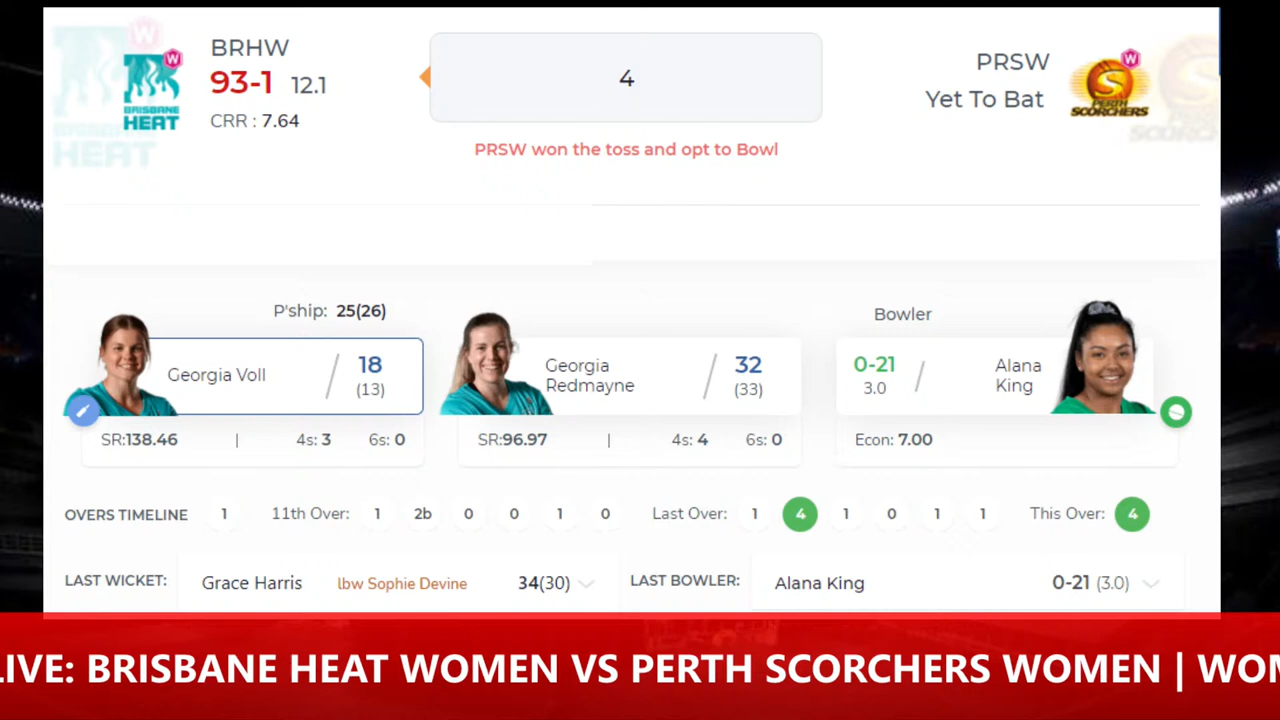 BRHW
93-1 12.1
CRR : 7.64
W
BRISBANE
HEAT
4
PRSW won the toss and opt to Bowl
PRSW
Yet To Bat
W
PERTH
SCORCHERS
P'ship: 25(26)
Georgia Voll / 18
(13)
SR:138.46 | 4s: 3 6s: 0
Georgia
Redmayne / 32
(33)
SR:96.97 | 4s: 4 6s: 0
Bowler
0-21
3.0 / Alana
King
Econ: 7.00
OVERS TIMELINE 1 11th Over: 1 2b 0 0 1 0 Last Over: 1 4 1 0 1 1 This Over: 4
LAST WICKET: Grace Harris lbw Sophie Devine 34(30) LAST BOWLER: Alana King 0-21 (3.0)
LIVE: BRISBANE HEAT WOMEN VS PERTH SCORCHERS WOMEN | WOM